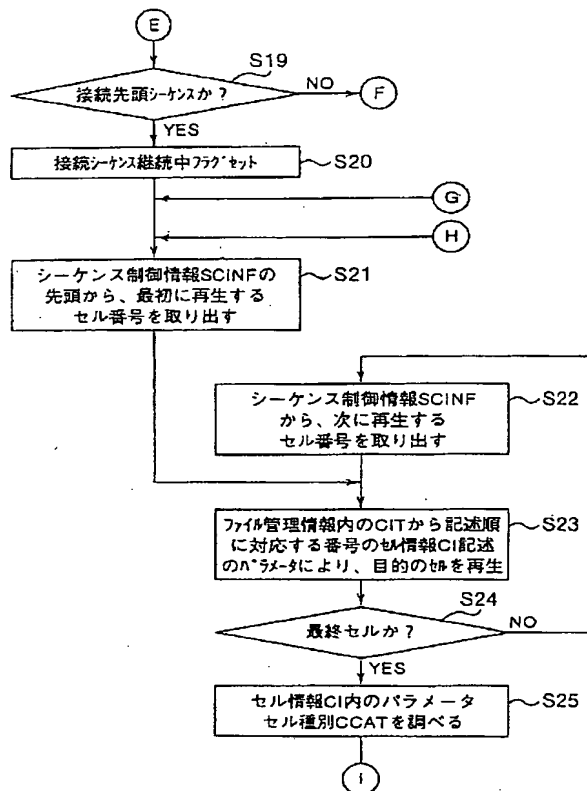 E
S19
接続先頭シーケンスか？
NO
F
YES
接続シーケンス継続中フラグセット
S20
G
H
シーケンス制御情報SCINFの
先頭から、最初に再生する
セル番号を取り出す
S21
シーケンス制御情報SCINF
から、次に再生する
セル番号を取り出す
S22
ファイル管理情報内のCITから記述順
に対応する番号のセル情報CI記述
のパラメータにより、目的のセルを再生
S23
S24
最終セルか？
NO
YES
セル情報CI内のパラメータ
セル種別CCATを調べる
S25
I